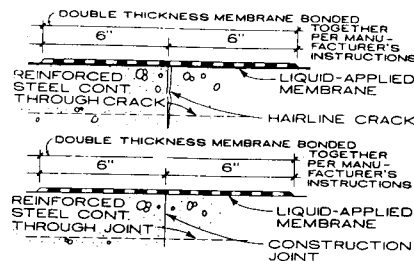 DOUBLE THICKNESS MEMBRANE BONDED
TOGETHER
PER MANU-
FACTURER'S
INSTRUCTIONS
6" 6"
REINFORCED
STEEL CONT.
THROUGH CRACK
LIQUID-APPLIED
MEMBRANE
HAIRLINE CRACK
DOUBLE THICKNESS MEMBRANE BONDED
TOGETHER
PER MANU-
FACTURER'S
INSTRUCTIONS
6" 6"
REINFORCED
STEEL CONT.
THROUGH JOINT
LIQUID-APPLIED
MEMBRANE
CONSTRUCTION
JOINT